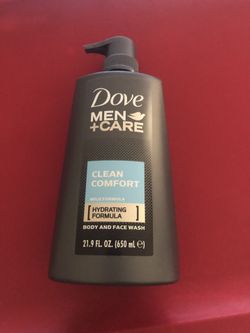 Dove
MEN
+CARE
CLEAN
COMFORT
MILD FORMULA
[ HYDRATING
FORMULA ]
BODY AND FACE WASH
21.9 FL. OZ. (650 mL ℮)